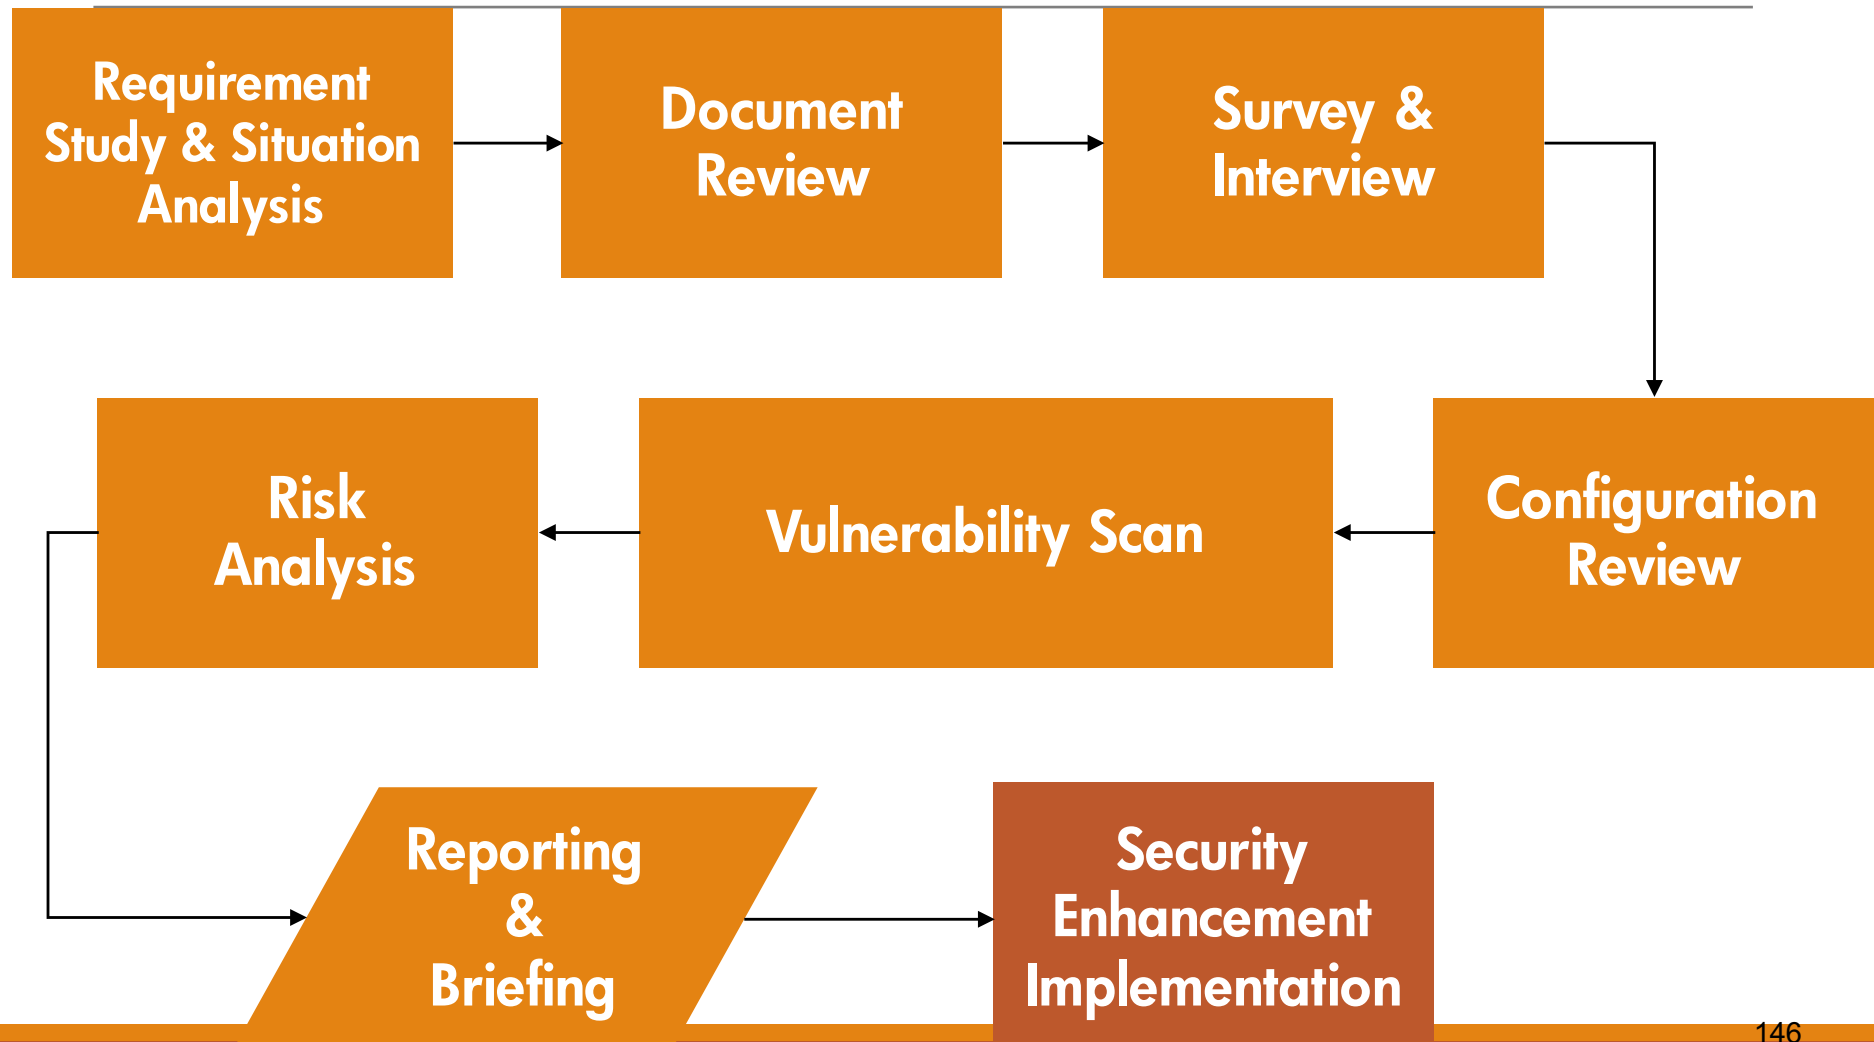 Requirement
Study & Situation
Analysis
Document
Review
Survey &
Interview
Risk
Analysis
Vulnerability Scan
Configuration
Review
Reporting
&
Briefing
Security
Enhancement
Implementation
146